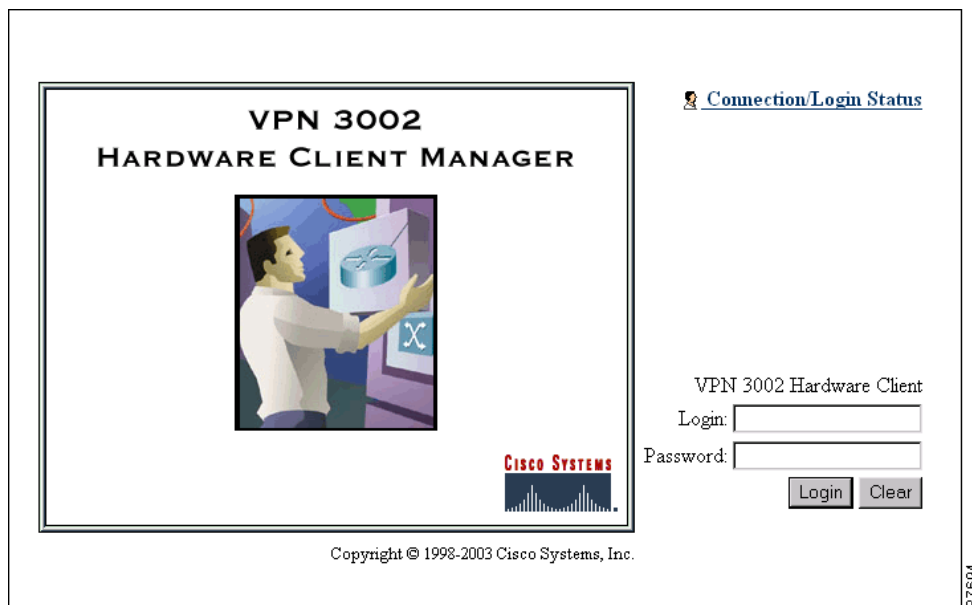 VPN 3002
HARDWARE CLIENT MANAGER
Connection/Login Status
CISCO SYSTEMS
VPN 3002 Hardware Client
Login:
Password:
Login Clear
Copyright © 1998-2003 Cisco Systems, Inc.